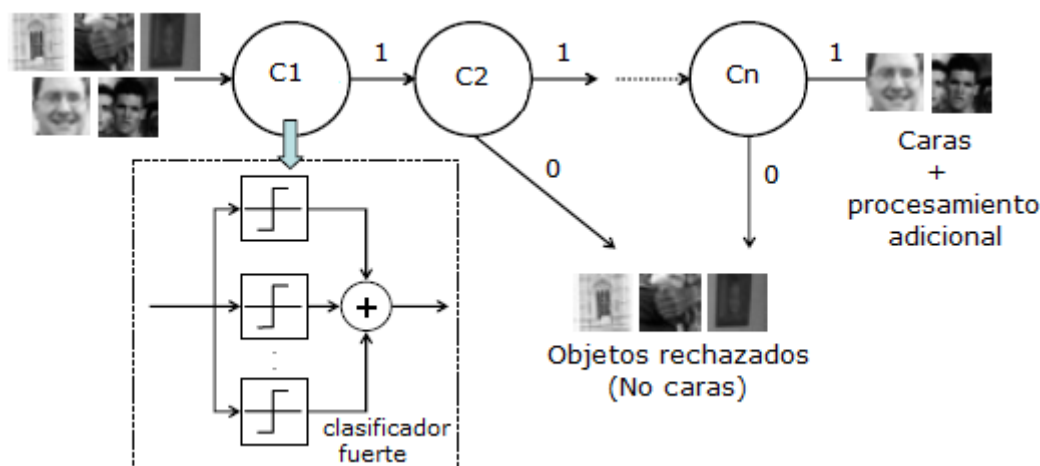 C1
1
C2
1
Cn
1
0
0
Caras
+
procesamiento
adicional
+
clasificador
fuerte
Objetos rechazados
(No caras)